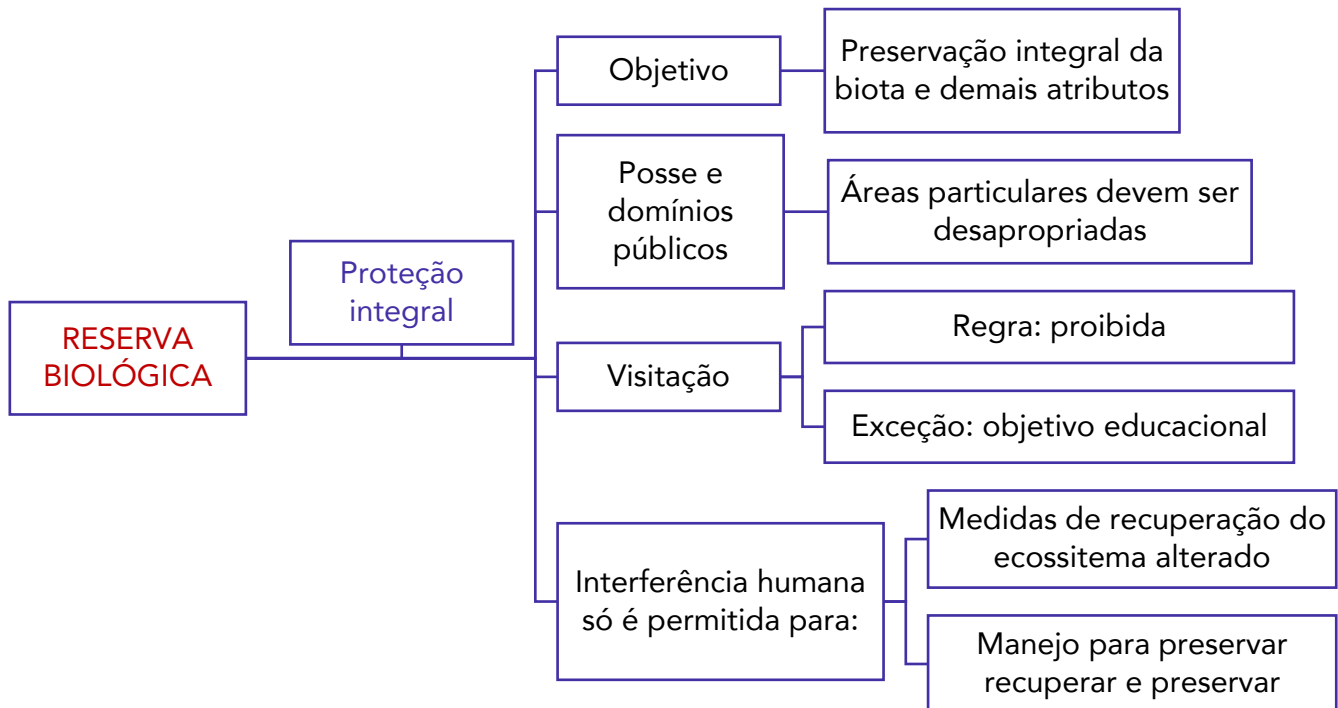 RESERVA
BIOLÓGICA
Proteção
integral
Objetivo
Preservação integral da
biota e demais atributos
Posse e
domínios
públicos
Áreas particulares devem ser
desapropriadas
Visitação
Regra: proibida
Exceção: objetivo educacional
Interferência humana
só é permitida para:
Medidas de recuperação do
ecossitema alterado
Manejo para preservar
recuperar e preservar